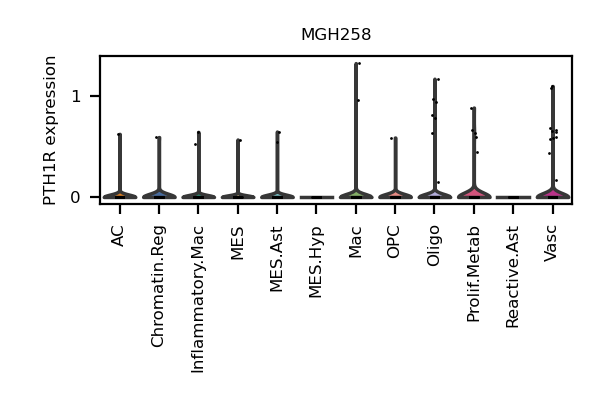 MGH258
PTH1R expression
1
0
AC
Chromatin.Reg
Inflammatory.Mac
MES
MES.Ast
MES.Hyp
Mac
OPC
Oligo
Prolif.Metab
Reactive.Ast
Vasc